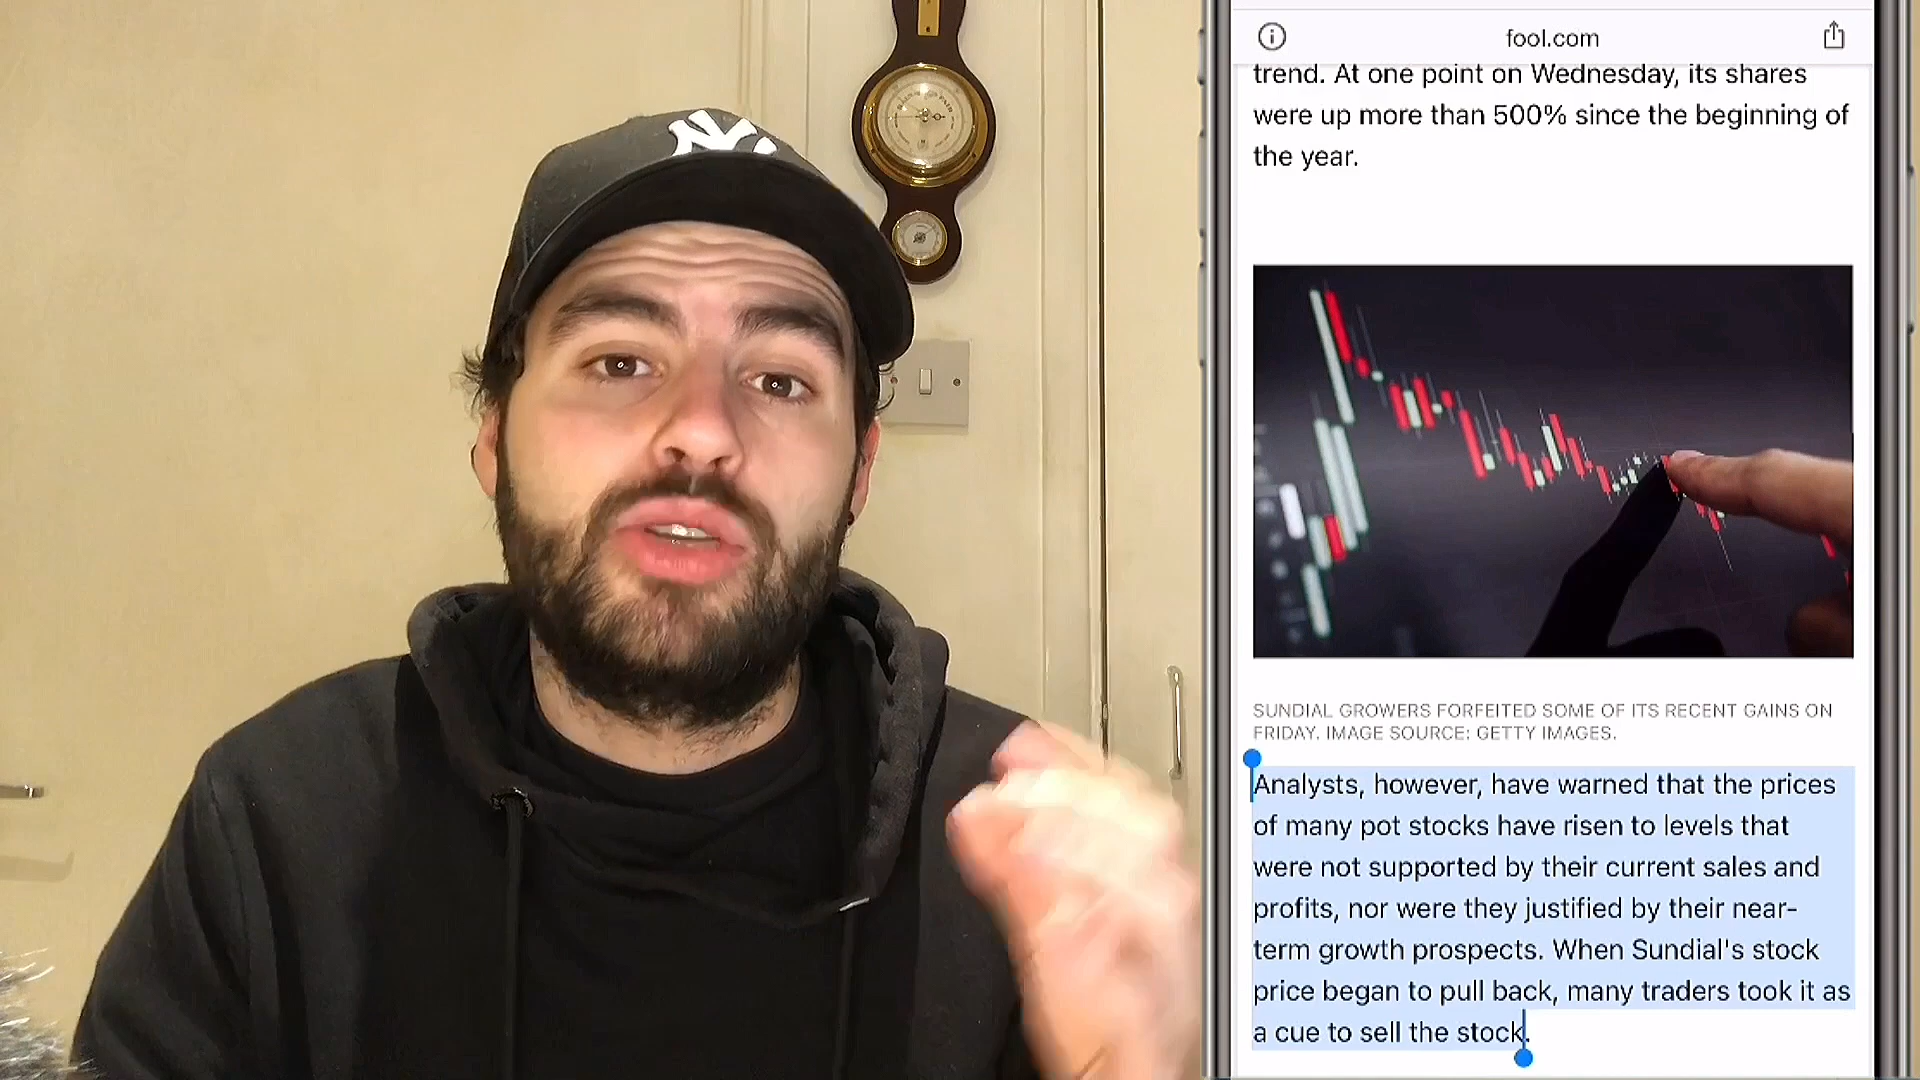 NY
fool.com
trend. At one point on Wednesday, its shares
were up more than 500% since the beginning of
the year.
SUNDIAL GROWERS FORFEITED SOME OF ITS RECENT GAINS ON
FRIDAY. IMAGE SOURCE: GETTY IMAGES.
Analysts, however, have warned that the prices
of many pot stocks have risen to levels that
were not supported by their current sales and
profits, nor were they justified by their near-
term growth prospects. When Sundial's stock
price began to pull back, many traders took it as
a cue to sell the stock.